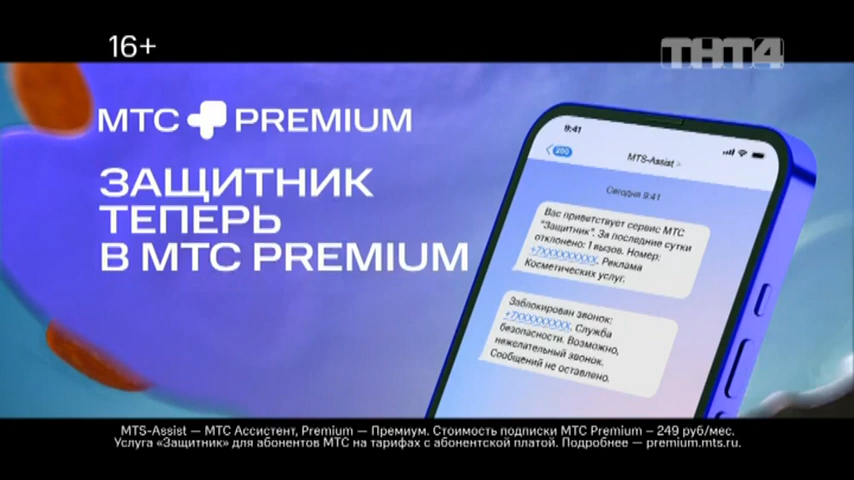 16+
ТНТ4
МТС PREMIUM
ЗАЩИТНИК
ТЕПЕРЬ
В МТС PREMIUM
9:41
200
MTS-Assist >
Сегодня 9:41
Вас приветствует сервис МТС
"Защитник". За последние сутки
отклонено: 1 вызов. Номер:
+7XXXXXXXXXX. Реклама
Косметических услуг.
Заблокирован звонок:
+7XXXXXXXXXX. Служба
безопасности. Возможно,
нежелательный звонок.
Сообщений не оставлено.
MTS-Assist — МТС Ассистент, Premium — Премиум. Стоимость подписки МТС Premium – 249 руб/мес.
Услуга «Защитник» для абонентов МТС на тарифах с абонентской платой. Подробнее — premium.mts.ru.